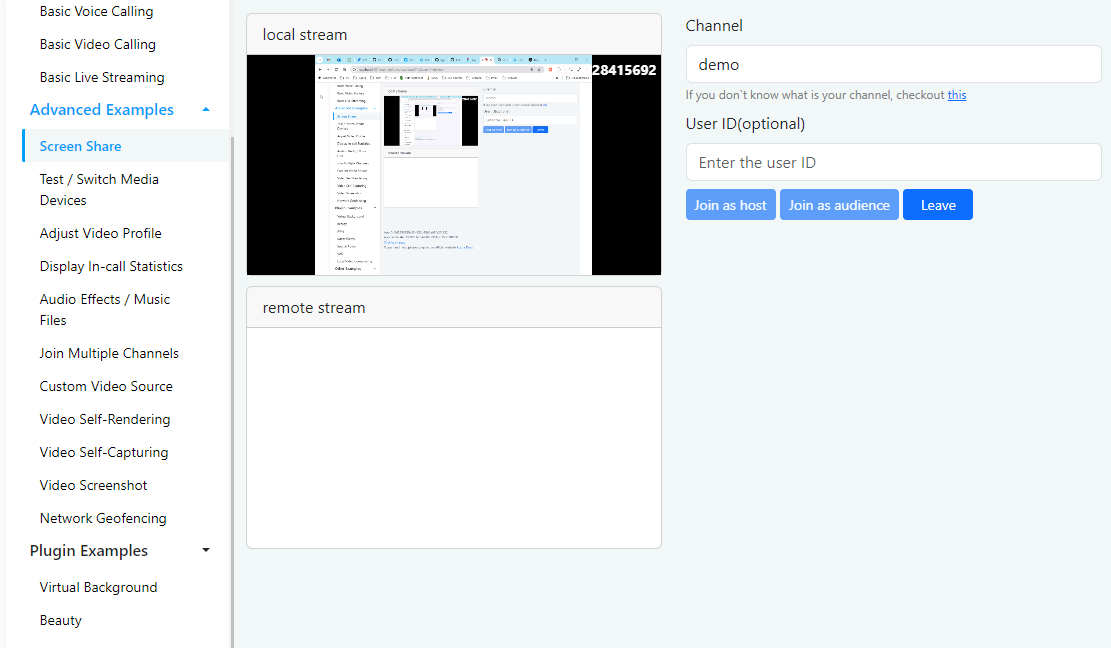 Basic Voice Calling
Basic Video Calling
Basic Live Streaming
Advanced Examples
Screen Share
Test / Switch Media
Devices
Adjust Video Profile
Display In-call Statistics
Audio Effects / Music
Files
Join Multiple Channels
Custom Video Source
Video Self-Rendering
Video Self-Capturing
Video Screenshot
Network Geofencing
Plugin Examples
Virtual Background
Beauty
local stream
28415692
remote stream
Channel
demo
If you don`t know what is your channel, checkout this
User ID(optional)
Enter the user ID
Join as host
Join as audience
Leave